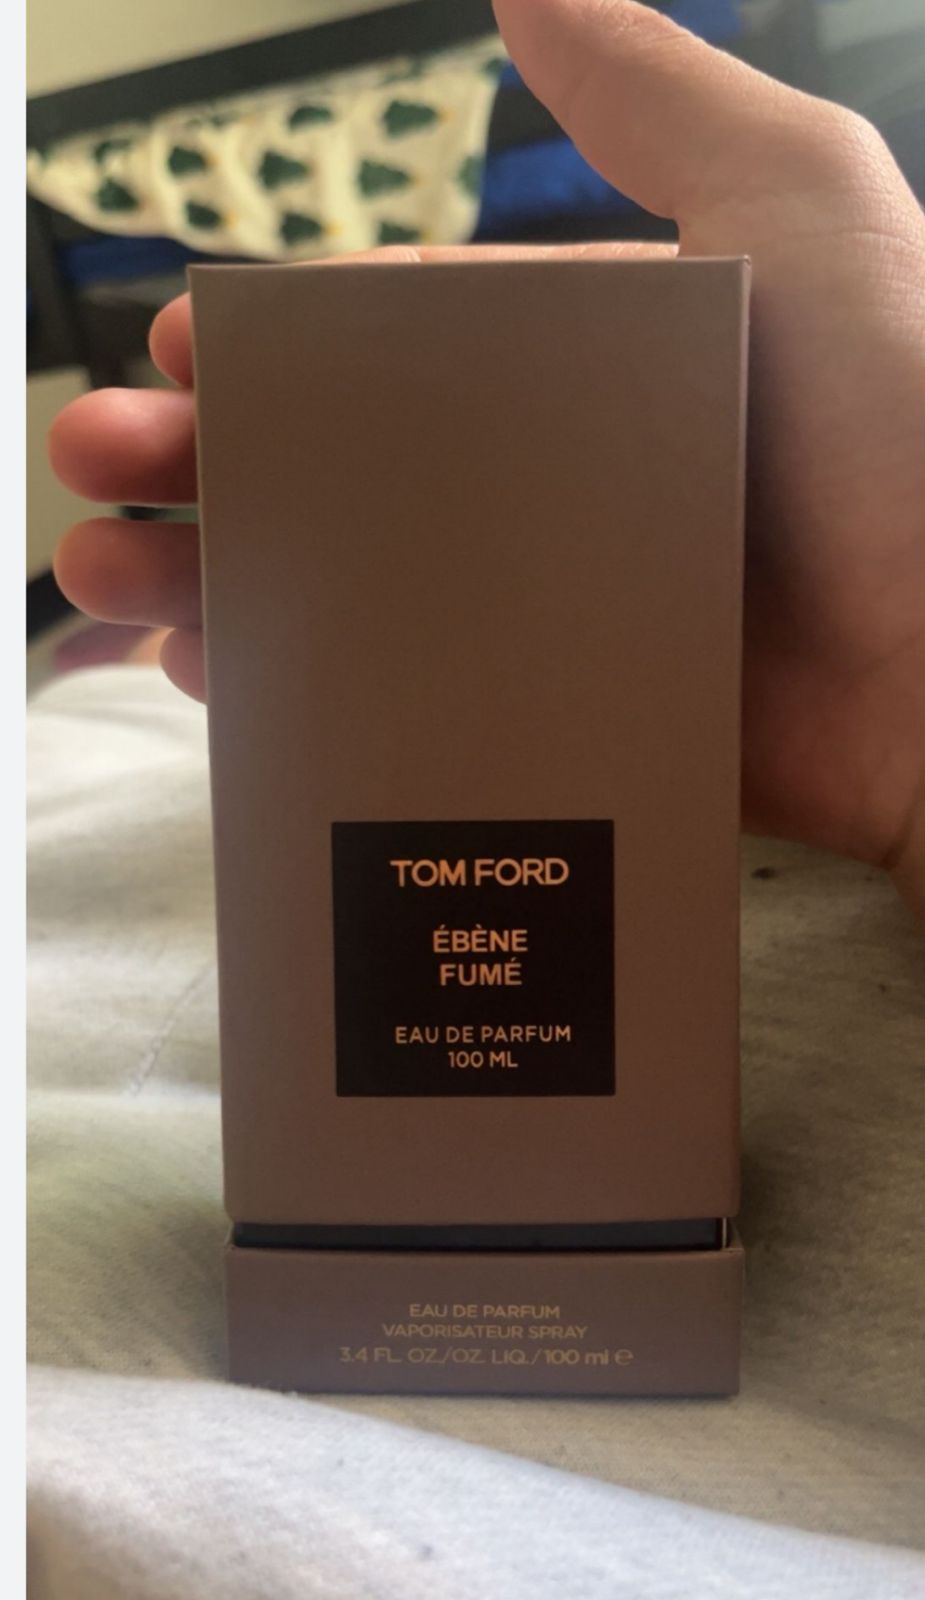 TOM FORD
ÉBÈNE
FUMÉ
EAU DE PARFUM
100 ML
EAU DE PARFUM
VAPORISATEUR SPRAY
3.4 FL. OZ./OZ. LIQ./100 ml ℮